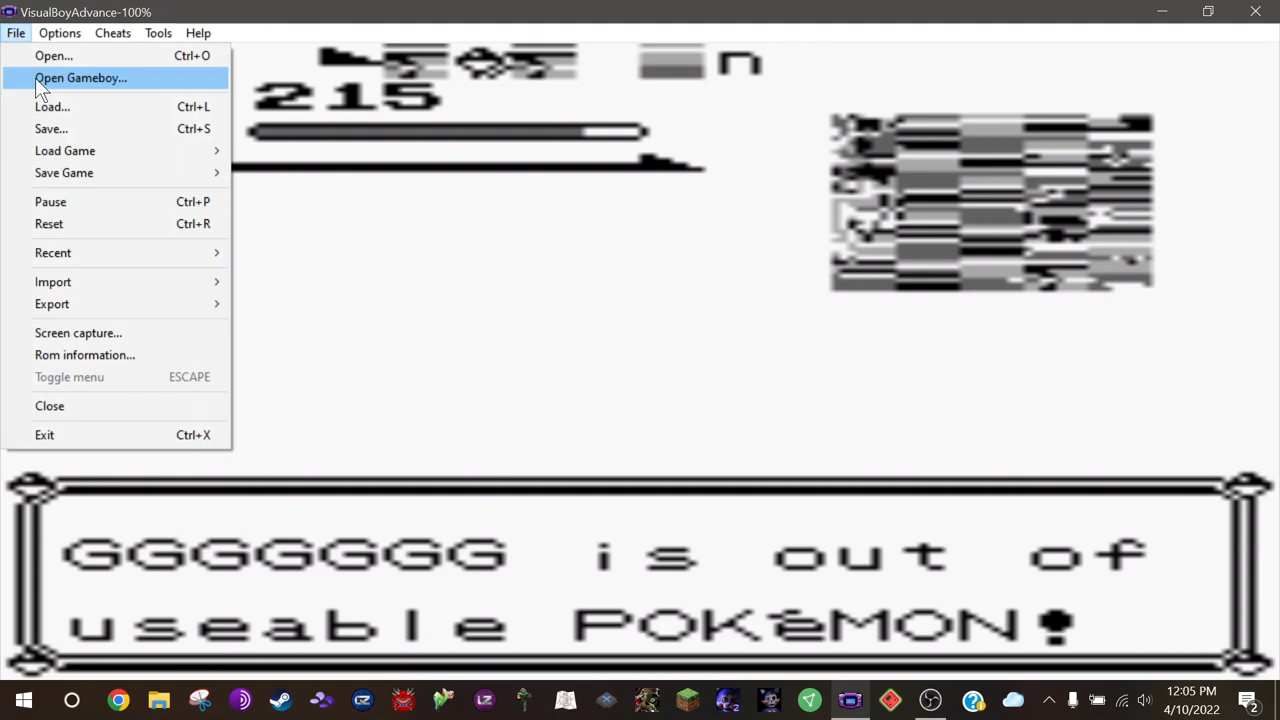 VisualBoyAdvance-100%
File Options Cheats Tools Help
Open... Ctrl+O
Open Gameboy...
Load... Ctrl+L
Save... Ctrl+S
Load Game
Save Game
Pause Ctrl+P
Reset Ctrl+R
Recent
Import
Export
Screen capture...
Rom information...
Toggle menu ESCAPE
Close
Exit Ctrl+X
n
215
GGGGGGG is out of
useable POKéMON!
12:05 PM
4/10/2022
2